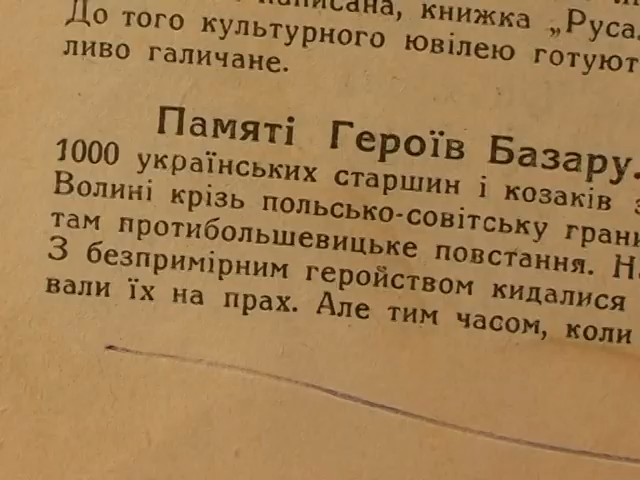 книжка „Руса
До того культурного ювілею готують
ливо галичане.
Памяті Героїв Базару.
1000 українських старшин і козаків з
Волині крізь польсько-совітську грани
там протибольшевицьке повстання. На
З безпримірним геройством кидалися
вали їх на прах. Але тим часом, коли